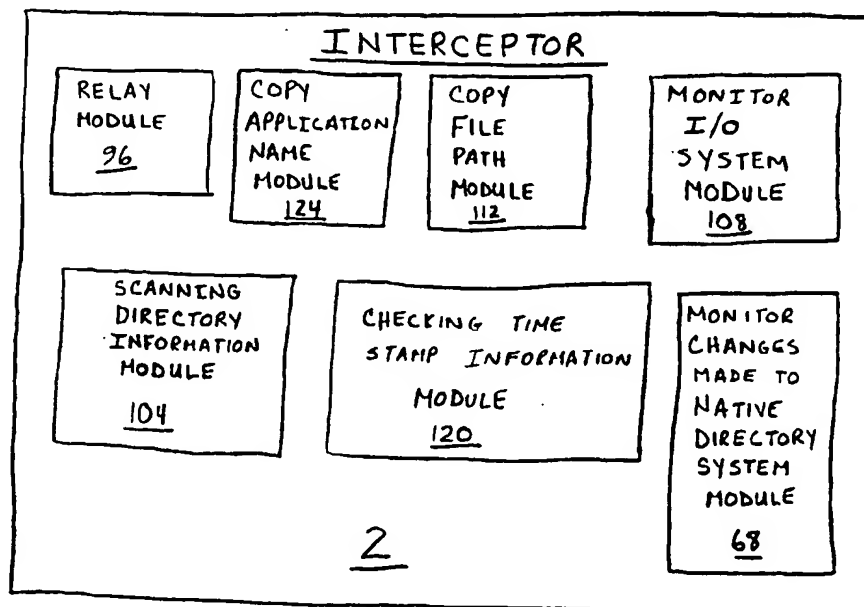 INTERCEPTOR
RELAY
MODULE
96
COPY
APPLICATION
NAME
MODULE
124
COPY
FILE
PATH
MODULE
112
MONITOR
I/O
SYSTEM
MODULE
108
SCANNING
DIRECTORY
INFORMATION
MODULE
104
CHECKING TIME
STAMP INFORMATION
MODULE
120
MONITOR
CHANGES
MADE TO
NATIVE
DIRECTORY
SYSTEM
MODULE
68
2